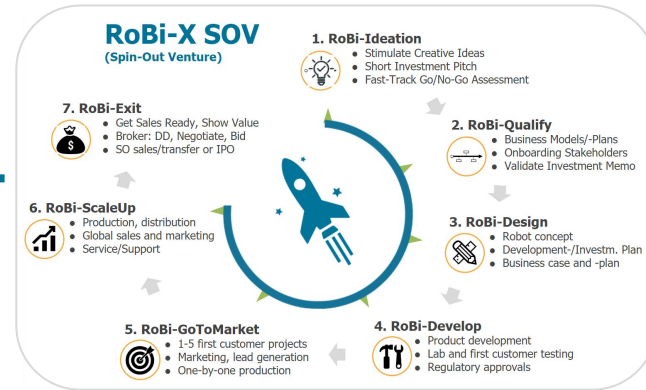 RoBi-X SOV
(Spin-Out Venture)
1. RoBi-Ideation
● Stimulate Creative Ideas
● Short Investment Pitch
● Fast-Track Go/No-Go Assessment
2. RoBi-Qualify
● Business Models/-Plans
● Onboarding Stakeholders
● Validate Investment Memo
3. RoBi-Design
● Robot concept
● Development-/Investm. Plan
● Business case and -plan
4. RoBi-Develop
● Product development
● Lab and first customer testing
● Regulatory approvals
5. RoBi-GoToMarket
● 1-5 first customer projects
● Marketing, lead generation
● One-by-one production
6. RoBi-ScaleUp
● Production, distribution
● Global sales and marketing
● Service/Support
7. RoBi-Exit
● Get Sales Ready, Show Value
● Broker: DD, Negotiate, Bid
● SO sales/transfer or IPO
$